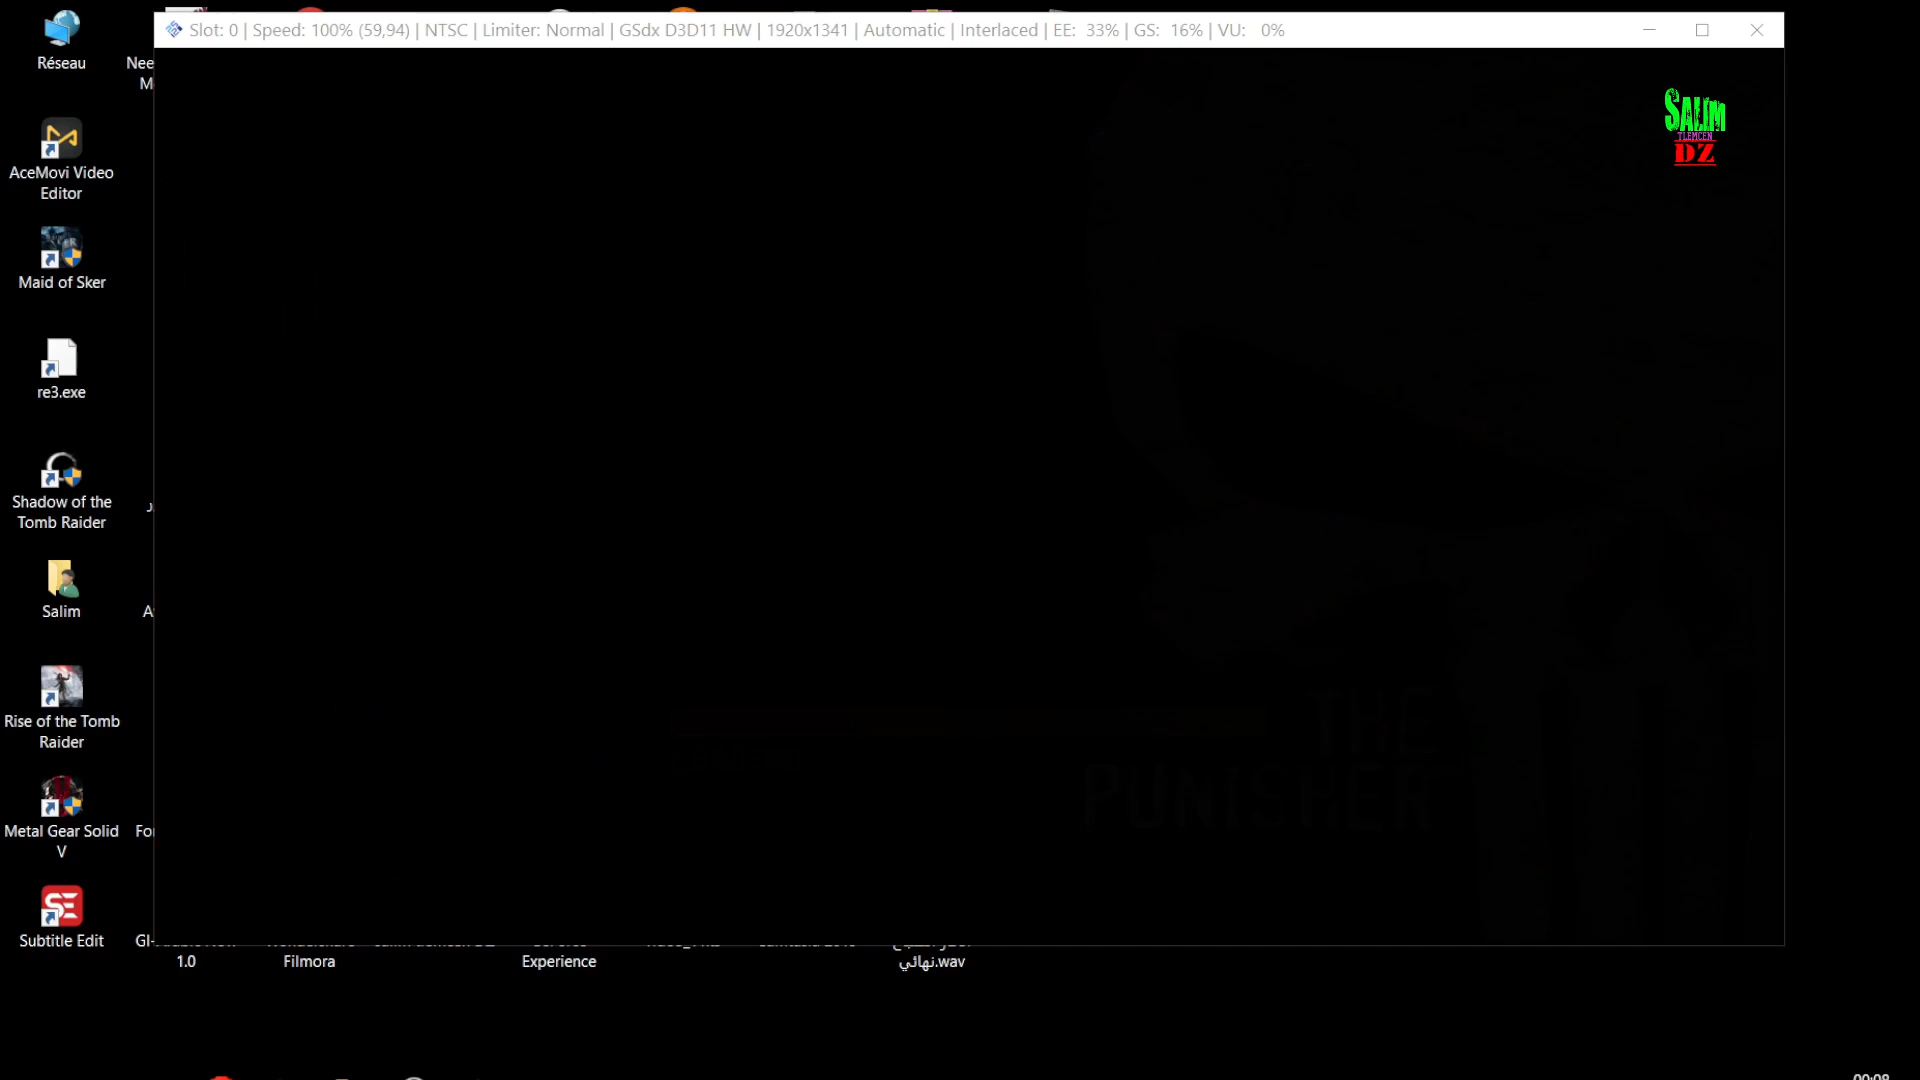 Slot: 0 | Speed: 100% (59,94) | NTSC | Limiter: Normal | GSdx D3D11 HW | 1920x1341 | Automatic | Interlaced | EE: 33% | GS: 16% | VU: 0%
SALIM
TLEMCEN
DZ
Réseau
AceMovi Video
Editor
Maid of Sker
re3.exe
Shadow of the
Tomb Raider
Salim
Rise of the Tomb
Raider
THE
PUNISHER
LOADING
Metal Gear Solid
V
Subtitle Edit
1.0
Filmora
Experience
نهائي.wav